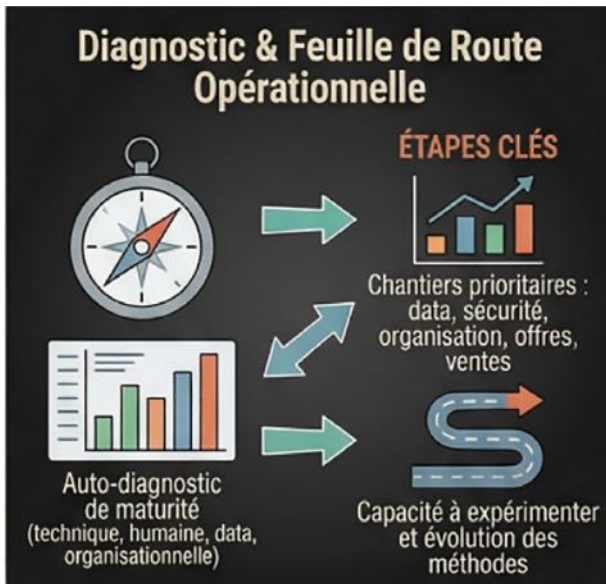 Diagnostic & Feuille de Route
Opérationnelle
ÉTAPES CLÉS
Chantiers prioritaires :
data, sécurité,
organisation, offres,
ventes
Auto-diagnostic
de maturité
(technique, humaine, data,
organisationnelle)
Capacité à expérimenter
et évolution des
méthodes